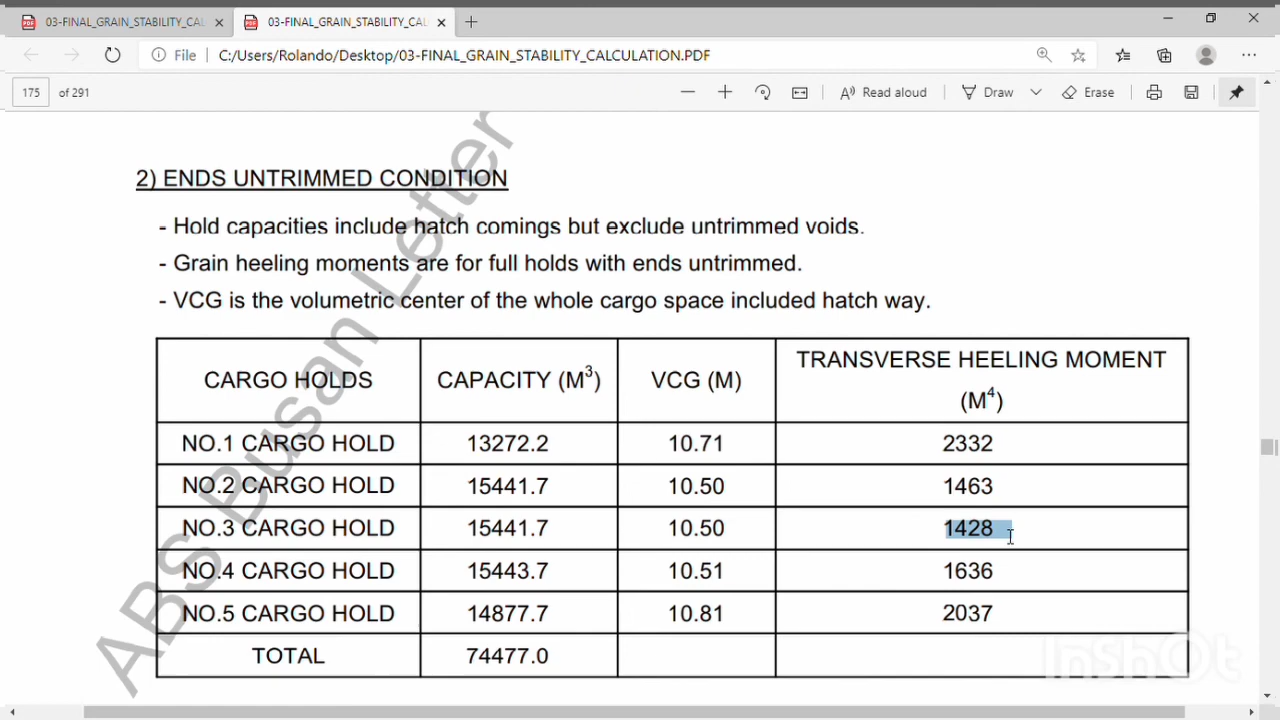 03-FINAL_GRAIN_STABILITY_CAL
03-FINAL_GRAIN_STABILITY_CAL
File C:/Users/Rolando/Desktop/03-FINAL_GRAIN_STABILITY_CALCULATION.PDF
175 of 291 Read aloud Draw Erase
2) ENDS UNTRIMMED CONDITION
- Hold capacities include hatch comings but exclude untrimmed voids.
- Grain heeling moments are for full holds with ends untrimmed.
- VCG is the volumetric center of the whole cargo space included hatch way.
CARGO HOLDS CAPACITY (M³) VCG (M) TRANSVERSE HEELING MOMENT (M⁴)
NO.1 CARGO HOLD 13272.2 10.71 2332
NO.2 CARGO HOLD 15441.7 10.50 1463
NO.3 CARGO HOLD 15441.7 10.50 1428
NO.4 CARGO HOLD 15443.7 10.51 1636
NO.5 CARGO HOLD 14877.7 10.81 2037
TOTAL 74477.0
ABS Busan Letter
InShOt